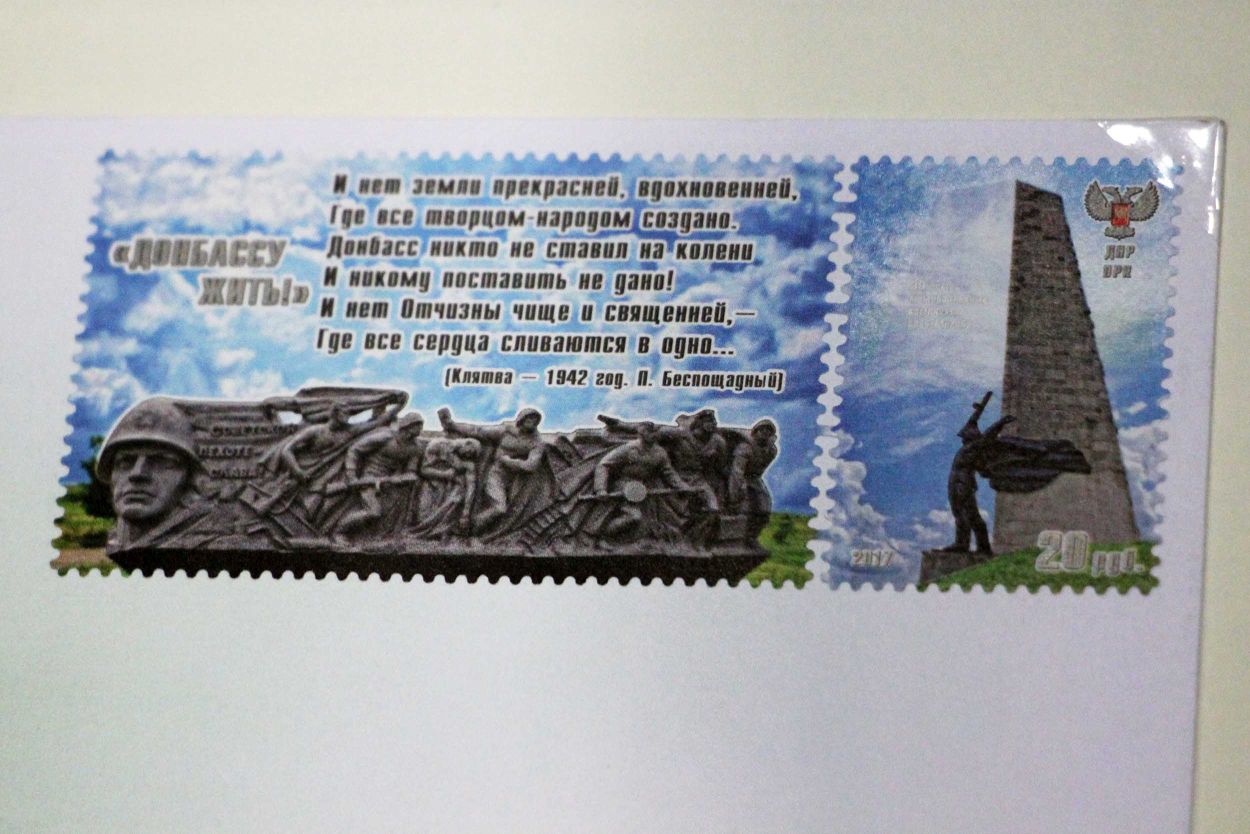 «ДОНБАССУ
ЖИТЬ!»
И нет земли прекрасней, вдохновенней,
Где все творцом-народом создано.
Донбасс никто не ставил на колени
И никому поставить не дано!
И нет Отчизны чище и священней,—
Где все сердца сливаются в одно...
(Клятва — 1942 год. П. Беспощадный)
ПЕХОТЕ
СЛАВА
ДНР
DPR
2017
20 руб.